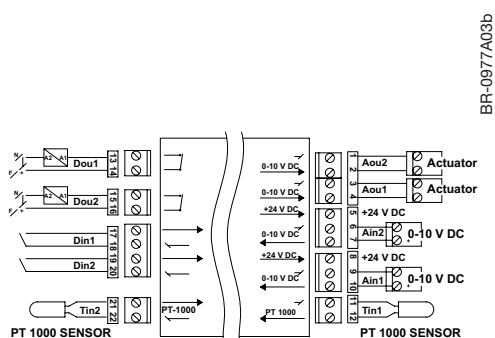 BR-0977A03b
N
F +
A2 A1
Dou1
13
14
0-10 V DC
1
2
Aou2
Actuator
N
F +
A2 A1
Dou2
15
16
0-10 V DC
3
4
Aou1
Actuator
+24 V DC
5
+24 V DC
Din1
17
18
0-10 V DC
6
7
Ain2
+
0-10 V DC
Din2
19
20
+24 V DC
8
+24 V DC
0-10 V DC
9
10
Ain1
+
0-10 V DC
Tin2
21
22
PT-1000
PT 1000
11
12
Tin1
PT 1000 SENSOR
PT 1000 SENSOR